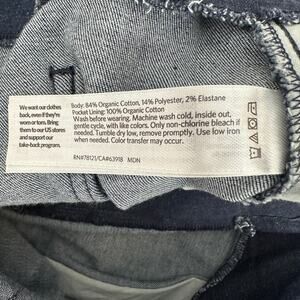 We want our clothes
back, even if they're
worn or torn. Bring
them to our US stores
and support our
take-back program.
Body: 84% Organic Cotton, 14% Polyester, 2% Elastane
Pocket Lining: 100% Organic Cotton
Wash before wearing. Machine wash cold, inside out,
gentle cycle, with like colors. Only non-chlorine bleach if
needed. Tumble dry low, remove promptly. Use low iron
when needed. Color transfer may occur.
RN#78121/CA#63918 MDN